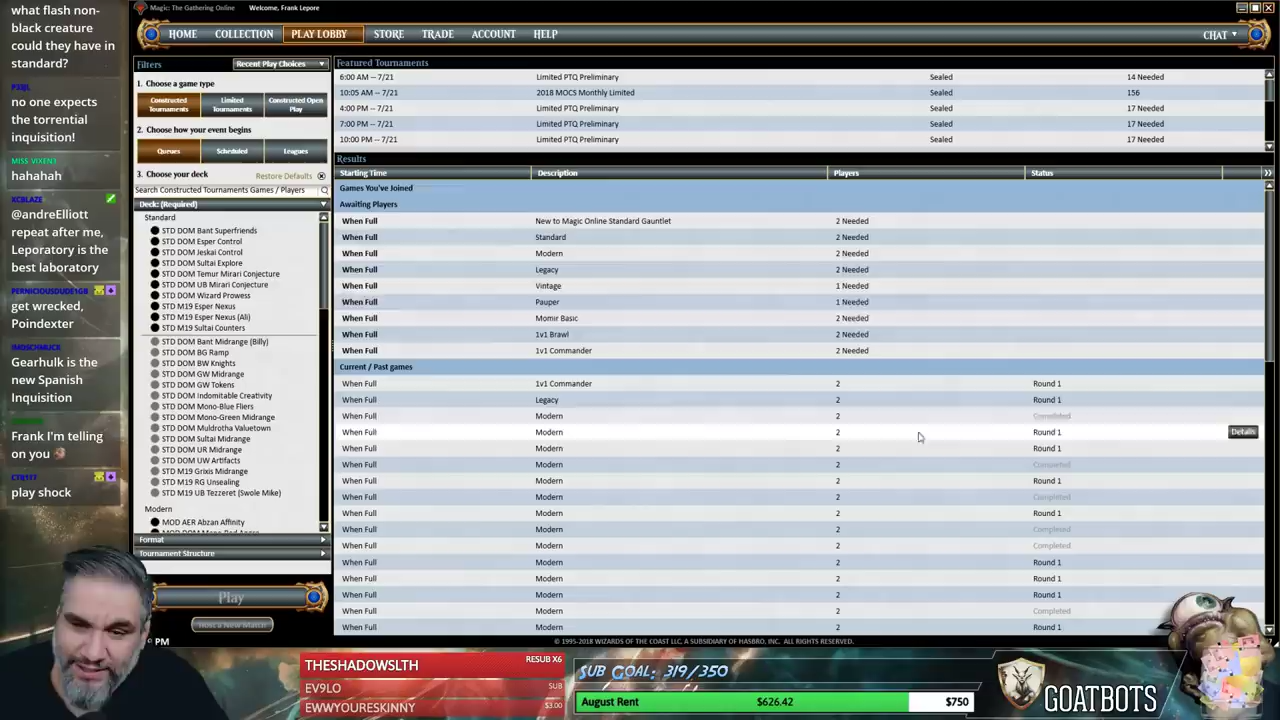 what flash non-
black creature
could they have in
standard?
no one expects
the torrential
inquisition!
MISS VIXEN1
hahahah
XCBLAZE
@andreElliott
repeat after me,
Leporatory is the
best laboratory
PERNICIOUSDUDE1GB
get wrecked,
Poindexter
IMDSCHMUCK
Gearhulk is the
new Spanish
Inquisition
Frank I'm telling
on you
CTR1F7
play shock
Magic: The Gathering Online Welcome, Frank Lepore
HOME COLLECTION PLAY LOBBY STORE TRADE ACCOUNT HELP CHAT
Filters Recent Play Choices
1. Choose a game type
Constructed Tournaments Limited Tournaments Constructed Open Play
2. Choose how your event begins
Queues Scheduled Leagues
3. Choose your deck Restore Defaults
Search Constructed Tournaments Games / Players
Deck: (Required)
Standard
STD DOM Bant Superfriends
STD DOM Esper Control
STD DOM Jeskai Control
STD DOM Sultai Explore
STD DOM Temur Mirari Conjecture
STD DOM UB Mirari Conjecture
STD DOM Wizard Prowess
STD M19 Esper Nexus
STD M19 Esper Nexus (Ali)
STD M19 Sultai Counters
STD DOM Bant Midrange (Billy)
STD DOM BG Ramp
STD DOM BW Knights
STD DOM GW Midrange
STD DOM GW Tokens
STD DOM Indomitable Creativity
STD DOM Mono-Blue Fliers
STD DOM Mono-Green Midrange
STD DOM Muldrotha Valuetown
STD DOM Sultai Midrange
STD DOM UR Midrange
STD DOM UW Artifacts
STD M19 Grixis Midrange
STD M19 RG Unsealing
STD M19 UB Tezzeret (Swole Mike)
Modern
MOD AER Abzan Affinity
Format
Tournament Structure
Play
Host a New Match
PM
Featured Tournaments
6:00 AM -- 7/21 Limited PTQ Preliminary Sealed 14 Needed
10:05 AM -- 7/21 2018 MOCS Monthly Limited Sealed 156
4:00 PM -- 7/21 Limited PTQ Preliminary Sealed 17 Needed
7:00 PM -- 7/21 Limited PTQ Preliminary Sealed 17 Needed
10:00 PM -- 7/21 Limited PTQ Preliminary Sealed 17 Needed
Results
Starting Time Description Players Status
Games You've Joined
Awaiting Players
When Full New to Magic Online Standard Gauntlet 2 Needed
When Full Standard 2 Needed
When Full Modern 2 Needed
When Full Legacy 2 Needed
When Full Vintage 1 Needed
When Full Pauper 1 Needed
When Full Momir Basic 2 Needed
When Full 1v1 Brawl 2 Needed
When Full 1v1 Commander 2 Needed
Current / Past games
When Full 1v1 Commander 2 Round 1
When Full Legacy 2 Round 1
When Full Modern 2 Completed
When Full Modern 2 Round 1 Details
When Full Modern 2 Round 1
When Full Modern 2 Completed
When Full Modern 2 Round 1
When Full Modern 2 Completed
When Full Modern 2 Round 1
When Full Modern 2 Completed
When Full Modern 2 Completed
When Full Modern 2 Round 1
When Full Modern 2 Round 1
When Full Modern 2 Round 1
When Full Modern 2 Completed
When Full Modern 2 Round 1
© 1995-2018 WIZARDS OF THE COAST LLC, A SUBSIDIARY OF HASBRO, INC. ALL RIGHTS RESERVED.
THESHADOWSLTH RESUB X6
EV9LO SUB
EWWYOURESKINNY $3.00
SUB GOAL: 319/350
August Rent $626.42 $750
GOATBOTS